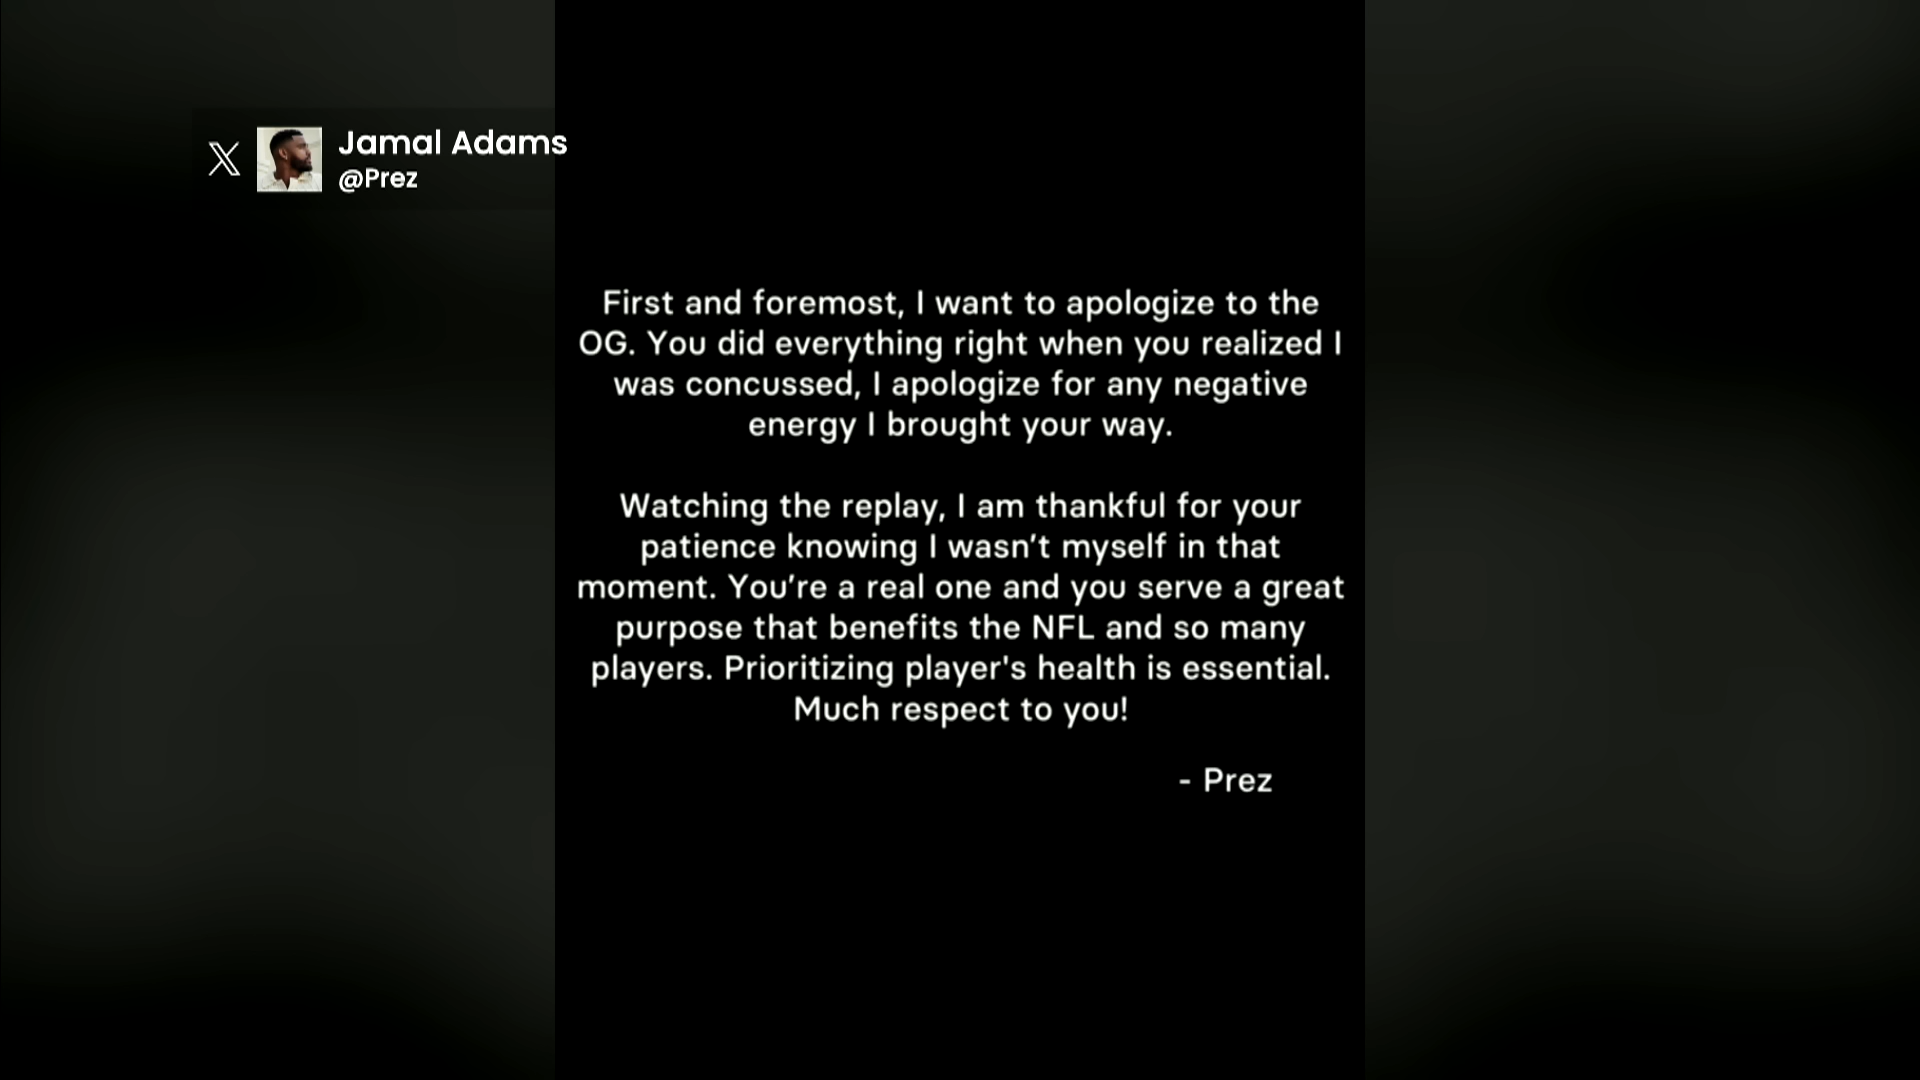 Jamal Adams
@Prez
First and foremost, I want to apologize to the
OG. You did everything right when you realized I
was concussed, I apologize for any negative
energy I brought your way.
Watching the replay, I am thankful for your
patience knowing I wasn’t myself in that
moment. You’re a real one and you serve a great
purpose that benefits the NFL and so many
players. Prioritizing player's health is essential.
Much respect to you!
- Prez